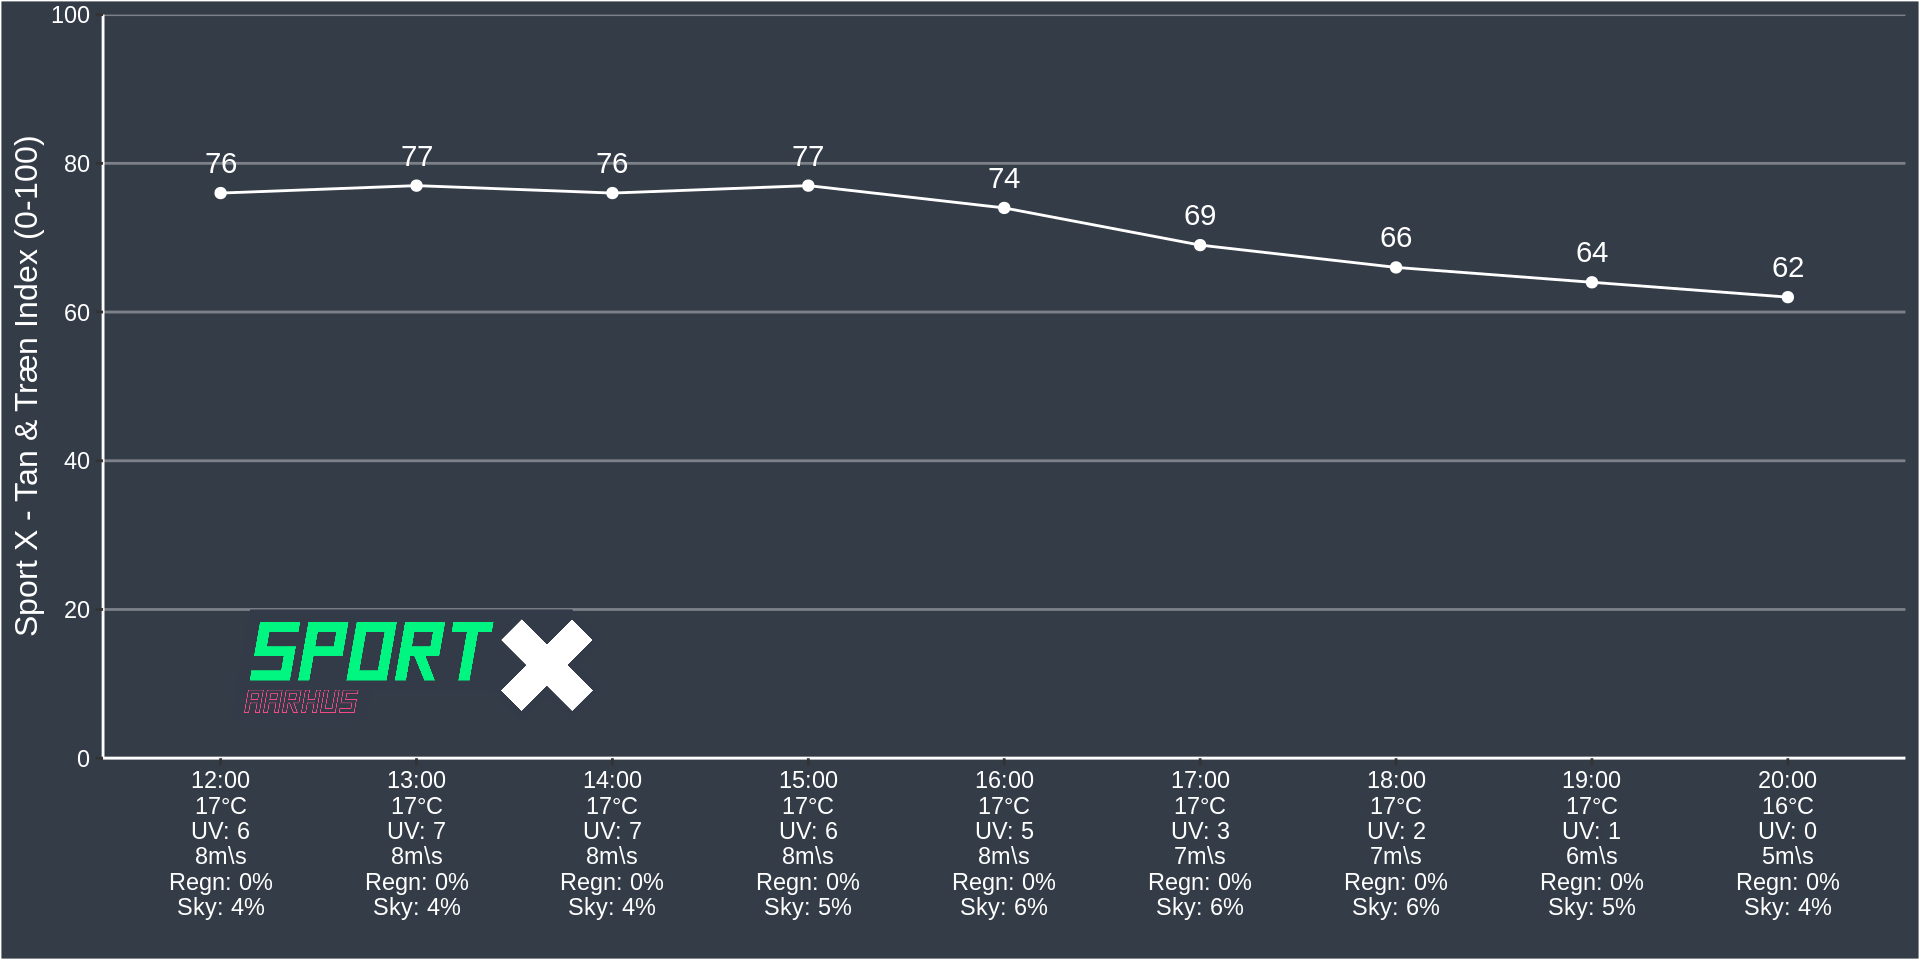 Sport X - Tan & Træn Index (0-100)
100
80
60
40
20
0
76
77
76
77
74
69
66
64
62
SPORT X
AARHUS
12:00 13:00 14:00 15:00 16:00 17:00 18:00 19:00 20:00
17°C 17°C 17°C 17°C 17°C 17°C 17°C 17°C 16°C
UV: 6 UV: 7 UV: 7 UV: 6 UV: 5 UV: 3 UV: 2 UV: 1 UV: 0
8m\s 8m\s 8m\s 8m\s 8m\s 7m\s 7m\s 6m\s 5m\s
Regn: 0% Regn: 0% Regn: 0% Regn: 0% Regn: 0% Regn: 0% Regn: 0% Regn: 0% Regn: 0%
Sky: 4% Sky: 4% Sky: 4% Sky: 5% Sky: 6% Sky: 6% Sky: 6% Sky: 5% Sky: 4%